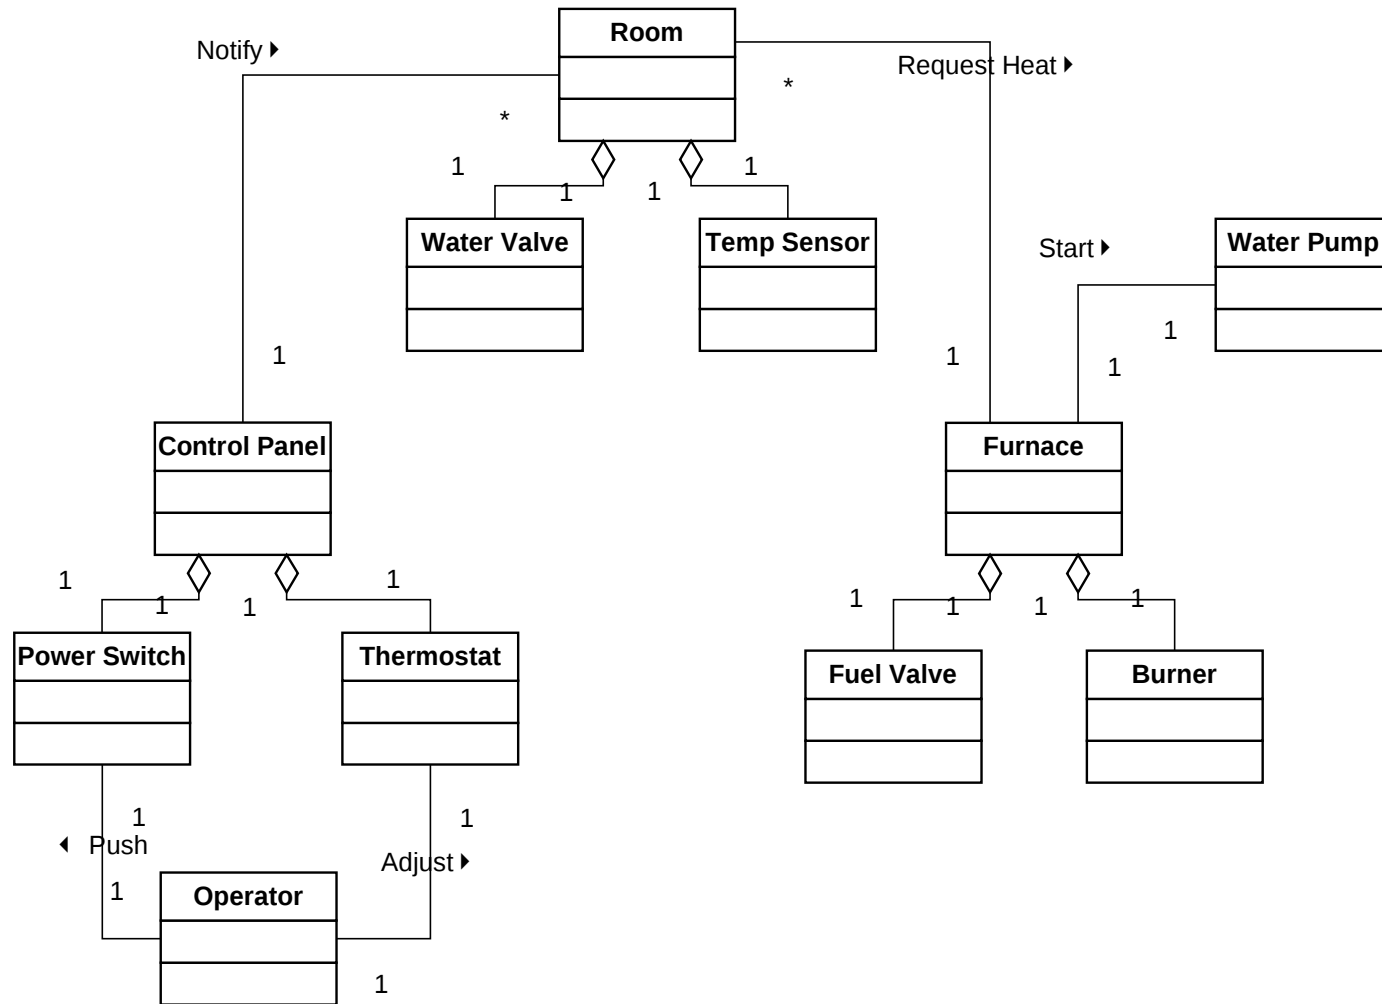 Room
Notify
Request Heat
*
*
1
1
1
1
Water Valve
Temp Sensor
Start
Water Pump
1
1
1
1
Control Panel
Furnace
1
1
1
1
1
1
1
1
Power Switch
Thermostat
Fuel Valve
Burner
1
1
Push
Adjust
1
Operator
1